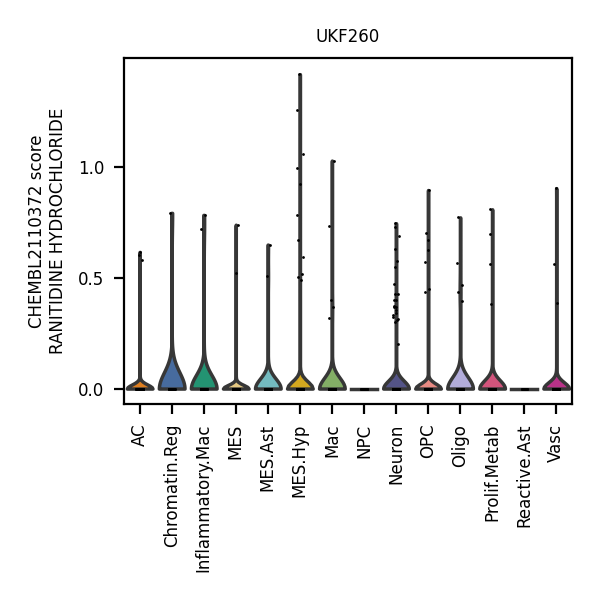 UKF260
CHEMBL2110372 score
RANITIDINE HYDROCHLORIDE
1.0
0.5
0.0
AC
Chromatin.Reg
Inflammatory.Mac
MES
MES.Ast
MES.Hyp
Mac
NPC
Neuron
OPC
Oligo
Prolif.Metab
Reactive.Ast
Vasc